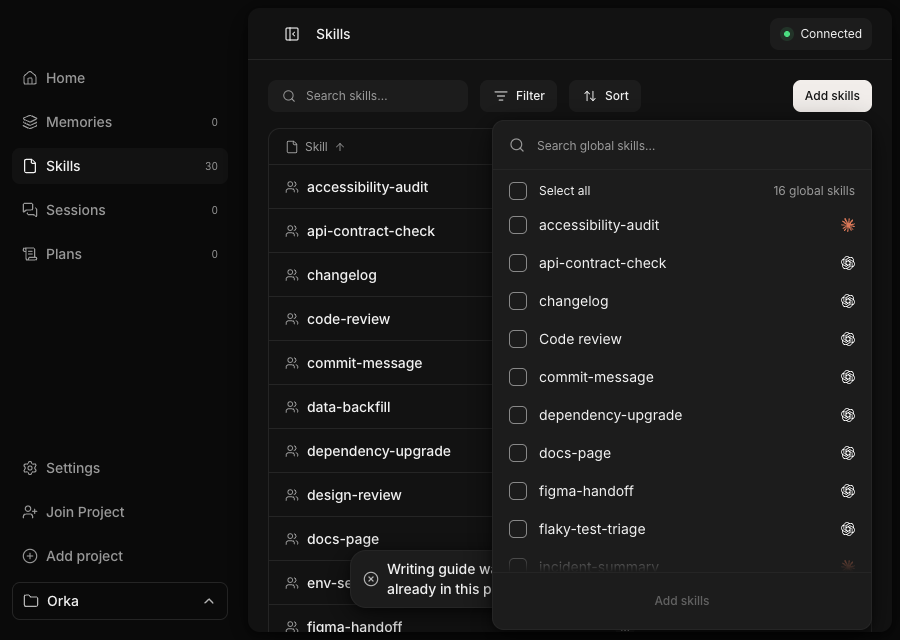 Skills
Connected
Home
Memories 0
Skills 30
Sessions 0
Plans 0
Settings
Join Project
Add project
Orka
Search skills...
Filter
Sort
Add skills
Skill
accessibility-audit
api-contract-check
changelog
code-review
commit-message
data-backfill
dependency-upgrade
design-review
docs-page
figma-handoff
Writing guide
already in this
Search global skills...
Select all
16 global skills
accessibility-audit
api-contract-check
changelog
Code review
commit-message
dependency-upgrade
docs-page
figma-handoff
flaky-test-triage
incident-summary
Add skills